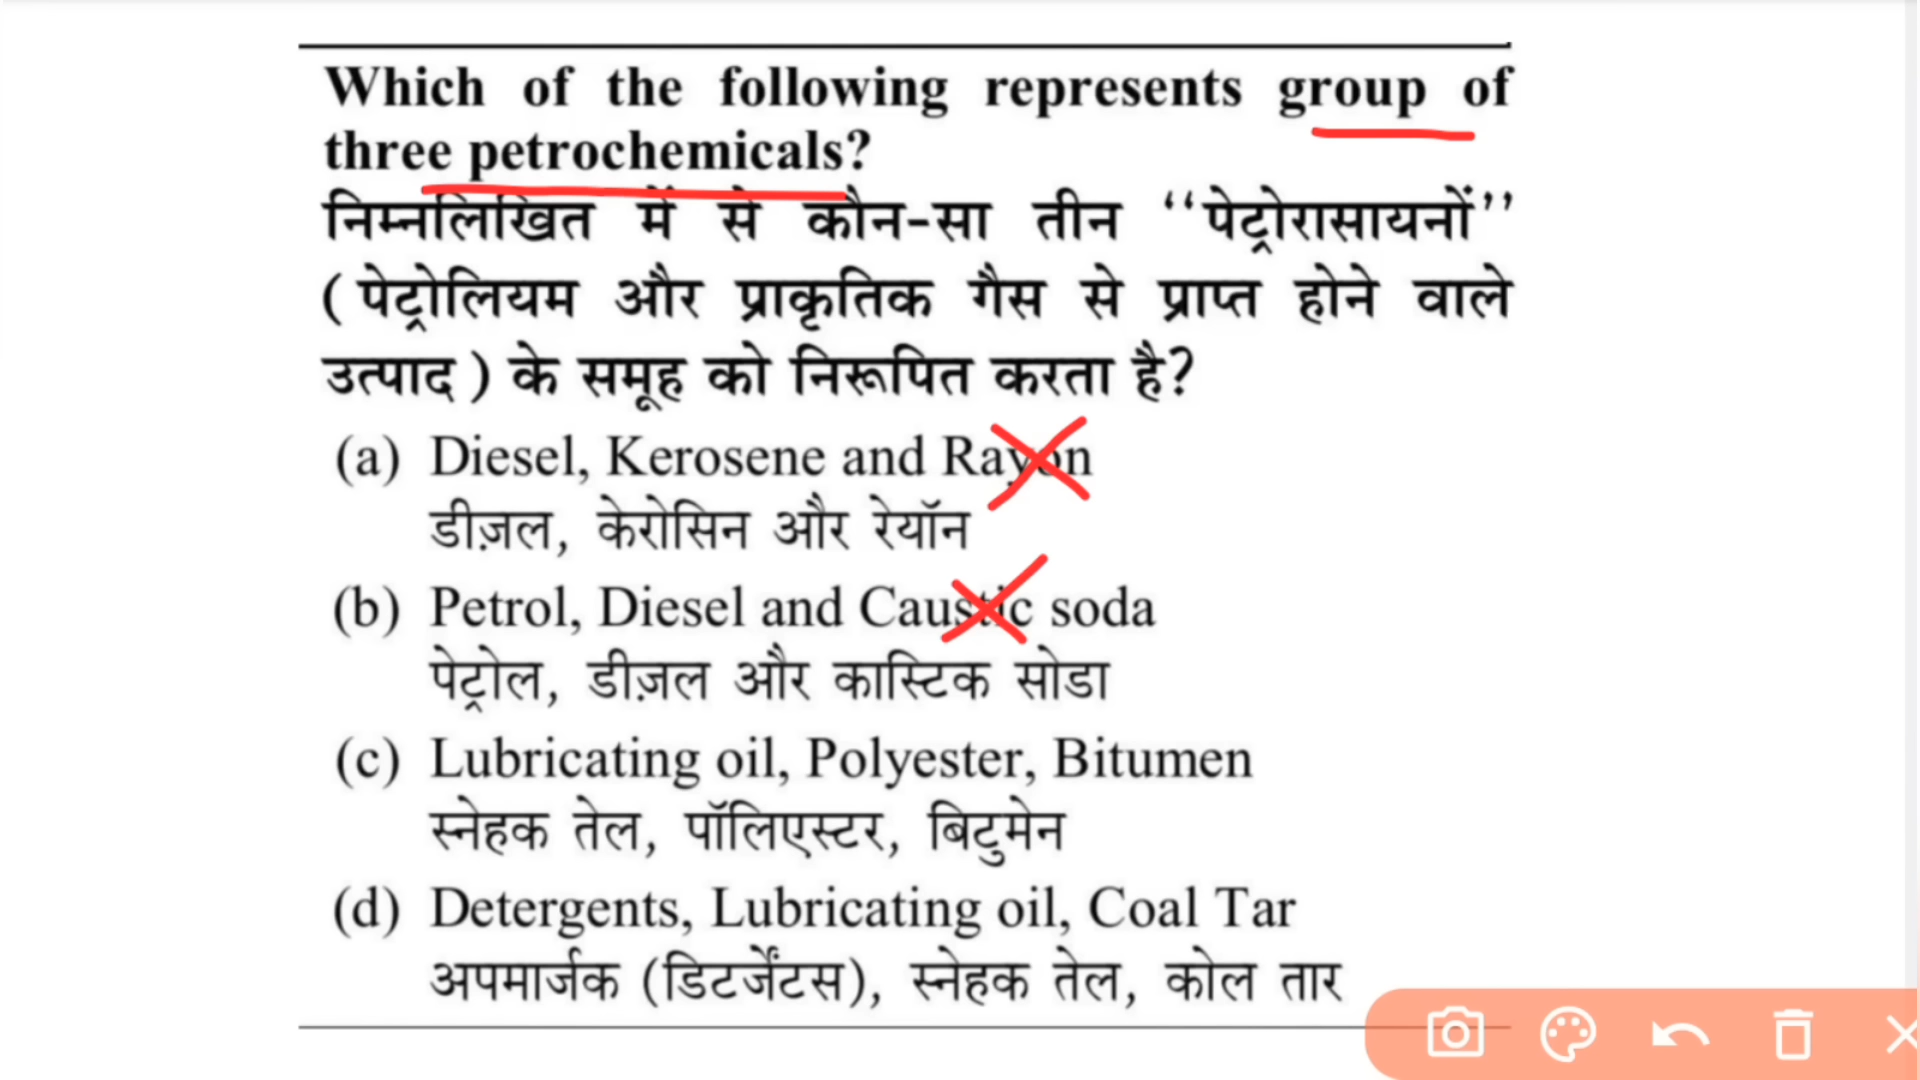 Which of the following represents group of
three petrochemicals?
निम्नलिखित में से कौन-सा तीन ‘‘पेट्रोरासायनों’’
( पेट्रोलियम और प्राकृतिक गैस से प्राप्त होने वाले
उत्पाद ) के समूह को निरूपित करता है?
(a) Diesel, Kerosene and Rayon
डीज़ल, केरोसिन और रेयॉन
(b) Petrol, Diesel and Caustic soda
पेट्रोल, डीज़ल और कास्टिक सोडा
(c) Lubricating oil, Polyester, Bitumen
स्नेहक तेल, पॉलिएस्टर, बिटुमेन
(d) Detergents, Lubricating oil, Coal Tar
अपमार्जक (डिटर्जेंटस), स्नेहक तेल, कोल तार